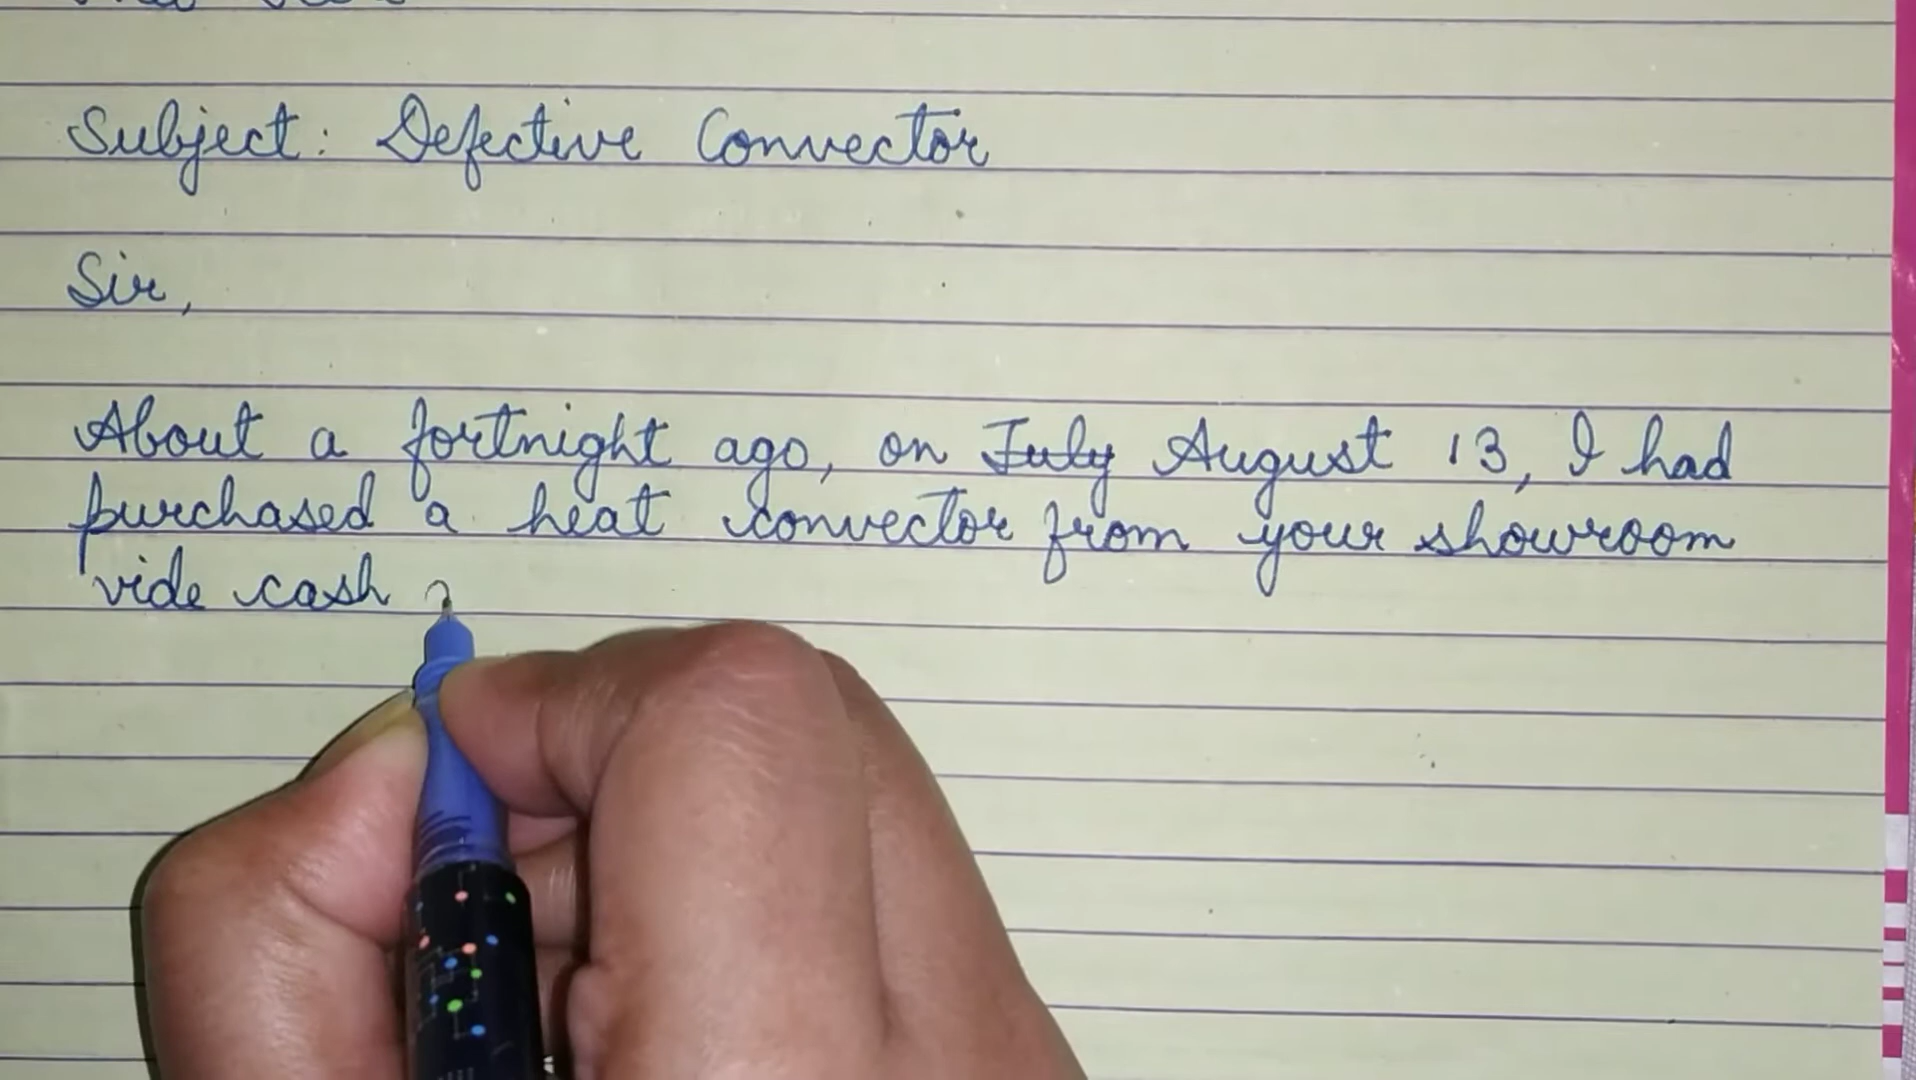 Subject: Defective Convector
Sir,
About a fortnight ago, on July August 13, I had
purchased a heat convector from your showroom
vide cash